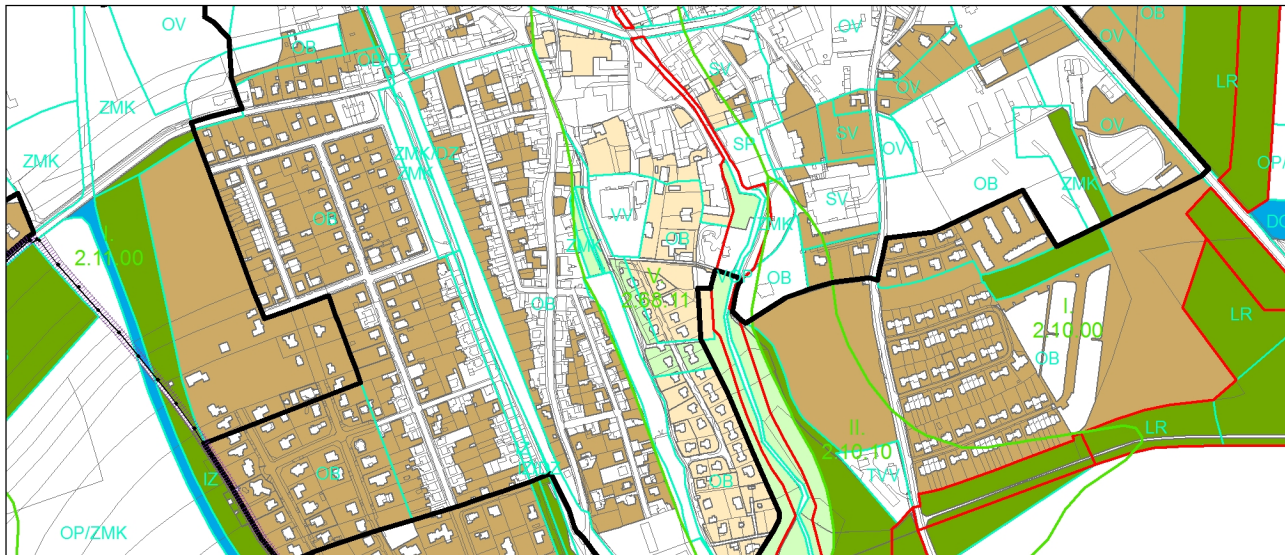 OV
OB
OV
OB
OV
SV
LR
OV
ZMK
OV
SV
OV
ZMK/DZ
ZMK
SP
OB
ZMK
OP/
ZMK
OB
VV
SV
ZMK
DO
OB
I.
2.11.00
ZMK
OB
V.
OB
I.
2.10.00
OB
LR
LR
II.
2.10.10
TVV
IZ
OB
OB
OP/ZMK